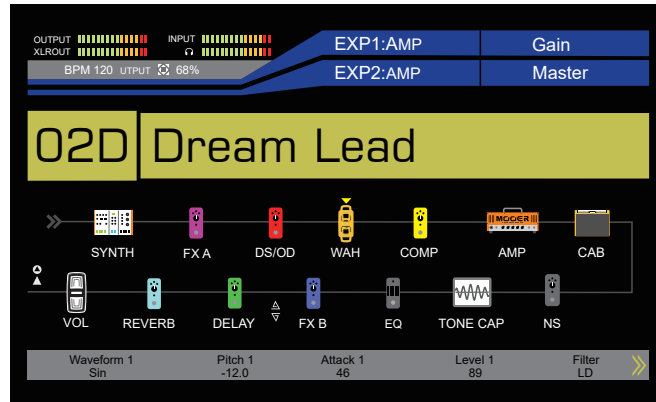 OUTPUT INPUT
XLROUT
BPM 120 UTPUT 68%
EXP1:AMP Gain
EXP2:AMP Master
02D Dream Lead
MOOER
SYNTH FX A DS/OD WAH COMP AMP CAB
VOL REVERB DELAY FX B EQ TONE CAP NS
Waveform 1 Pitch 1 Attack 1 Level 1 Filter
Sin -12.0 46 89 LD